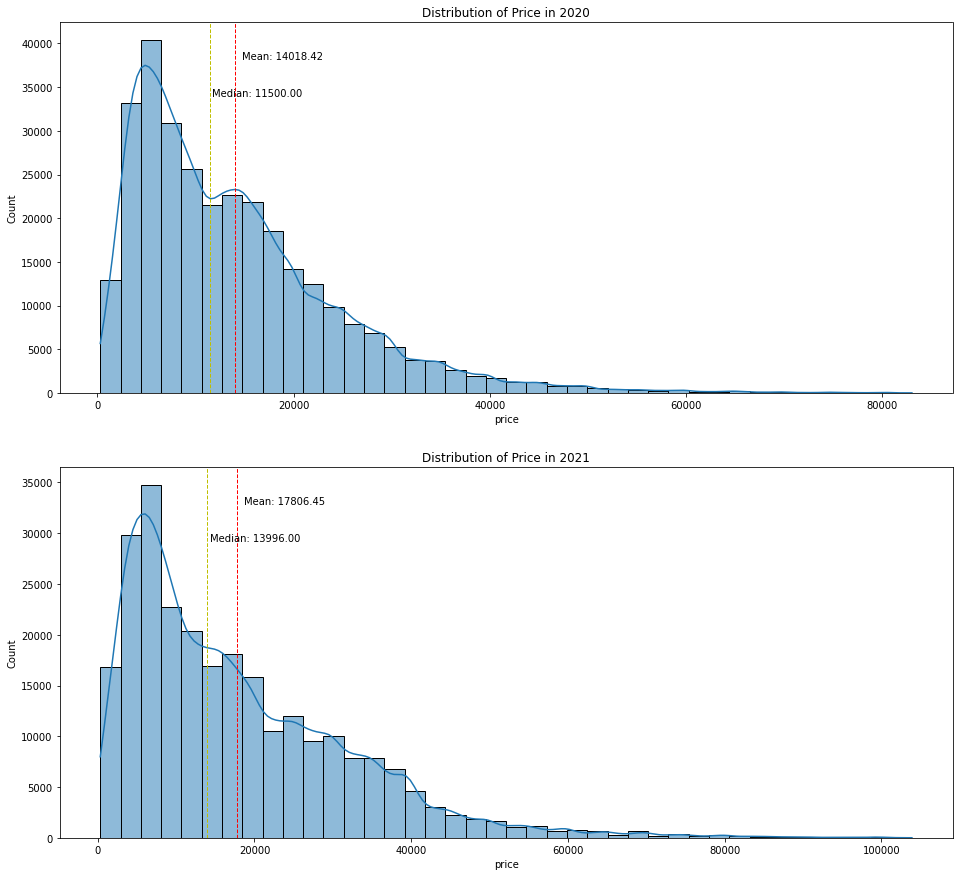 Distribution of Price in 2020
40000
Mean: 14018.42
35000
Median: 11500.00
30000
25000
Count
20000
15000
10000
5000
0
0 20000 40000 60000 80000
price
Distribution of Price in 2021
35000
Mean: 17806.45
30000
Median: 13996.00
25000
20000
Count
15000
10000
5000
0
0 20000 40000 60000 80000 100000
price